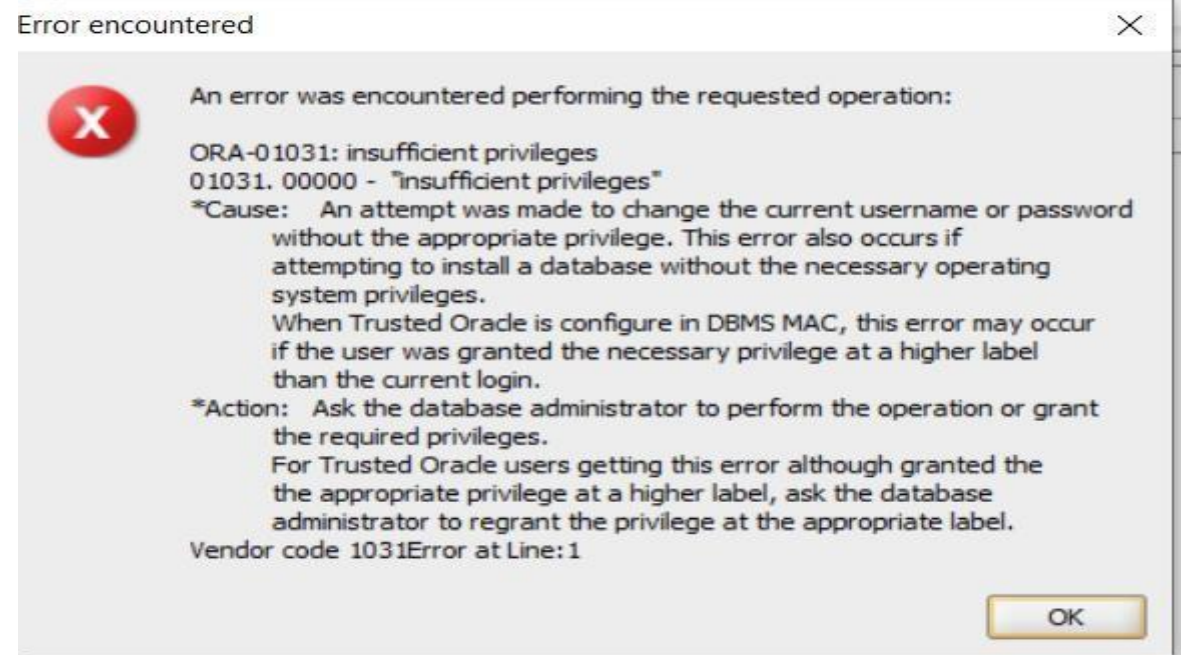 Error encountered
An error was encountered performing the requested operation:
ORA-01031: insufficient privileges
01031. 00000 - "insufficient privileges"
*Cause: An attempt was made to change the current username or password
without the appropriate privilege. This error also occurs if
attempting to install a database without the necessary operating
system privileges.
When Trusted Oracle is configure in DBMS MAC, this error may occur
if the user was granted the necessary privilege at a higher label
than the current login.
*Action: Ask the database administrator to perform the operation or grant
the required privileges.
For Trusted Oracle users getting this error although granted the
the appropriate privilege at a higher label, ask the database
administrator to regrant the privilege at the appropriate label.
Vendor code 1031Error at Line:1
OK